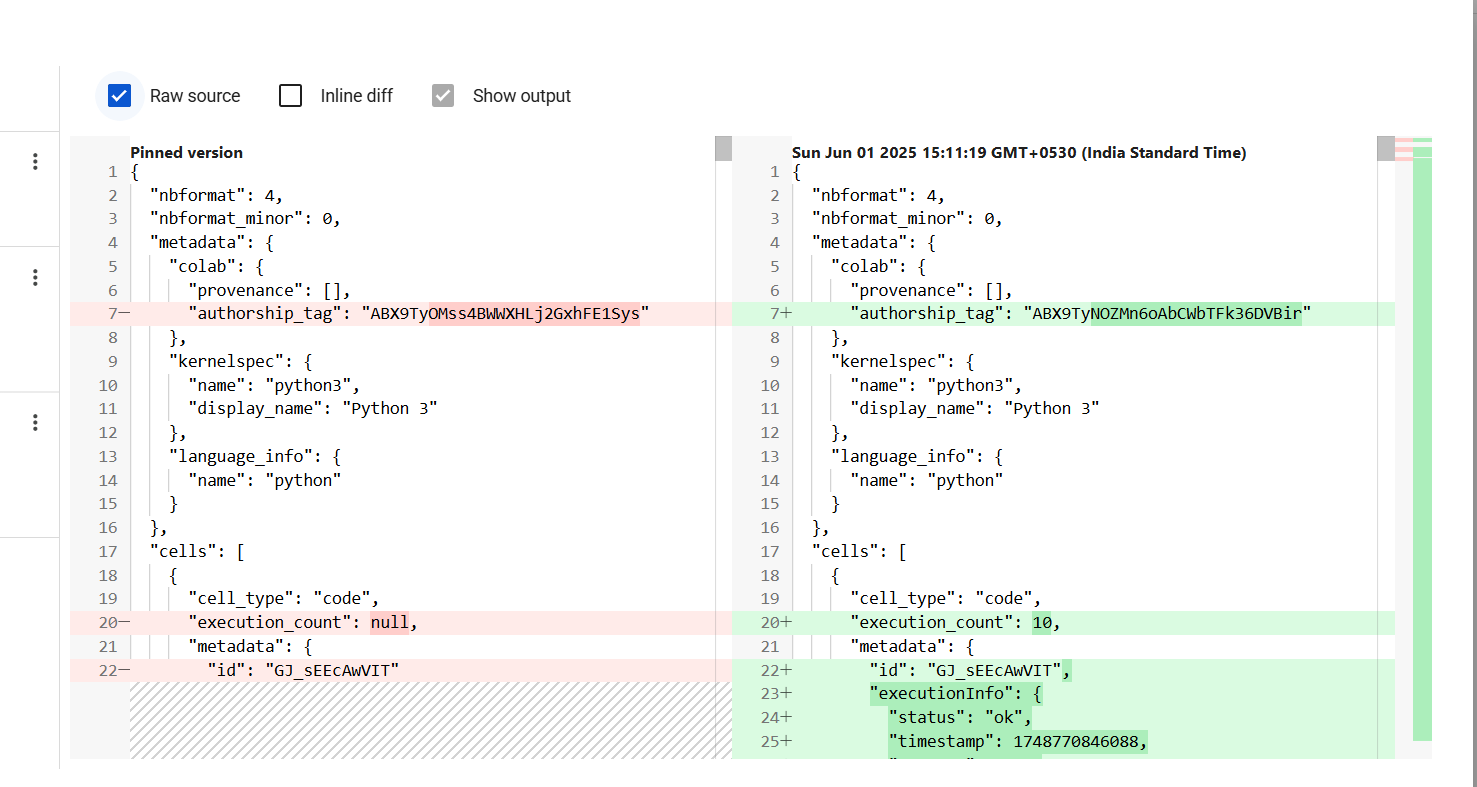 Raw source Inline diff Show output
Pinned version
1 {
2 "nbformat": 4,
3 "nbformat_minor": 0,
4 "metadata": {
5 "colab": {
6 "provenance": [],
7− "authorship_tag": "ABX9TyOMss4BWWXHLj2GxhFE1Sys"
8 },
9 "kernelspec": {
10 "name": "python3",
11 "display_name": "Python 3"
12 },
13 "language_info": {
14 "name": "python"
15 }
16 },
17 "cells": [
18 {
19 "cell_type": "code",
20− "execution_count": null,
21 "metadata": {
22− "id": "GJ_sEEcAwVIT"
Sun Jun 01 2025 15:11:19 GMT+0530 (India Standard Time)
1 {
2 "nbformat": 4,
3 "nbformat_minor": 0,
4 "metadata": {
5 "colab": {
6 "provenance": [],
7+ "authorship_tag": "ABX9TyNOZMn6oAbCWbTFk36DVBir"
8 },
9 "kernelspec": {
10 "name": "python3",
11 "display_name": "Python 3"
12 },
13 "language_info": {
14 "name": "python"
15 }
16 },
17 "cells": [
18 {
19 "cell_type": "code",
20+ "execution_count": 10,
21 "metadata": {
22+ "id": "GJ_sEEcAwVIT",
23+ "executionInfo": {
24+ "status": "ok",
25+ "timestamp": 1748770846088,